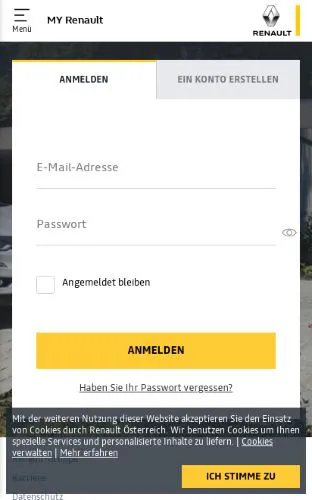 MY Renault
RENAULT
Menü
ANMELDEN
EIN KONTO ERSTELLEN
E-Mail-Adresse
Passwort
Angemeldet bleiben
ANMELDEN
Haben Sie Ihr Passwort vergessen?
Mit der weiteren Nutzung dieser Website akzeptieren Sie den Einsatz
von Cookies durch Renault Österreich. Wir benutzen Cookies um Ihnen
spezielle Services und personalisierte Inhalte zu liefern. | Cookies
verwalten | Mehr erfahren
ICH STIMME ZU
Karriere
Datenschutz